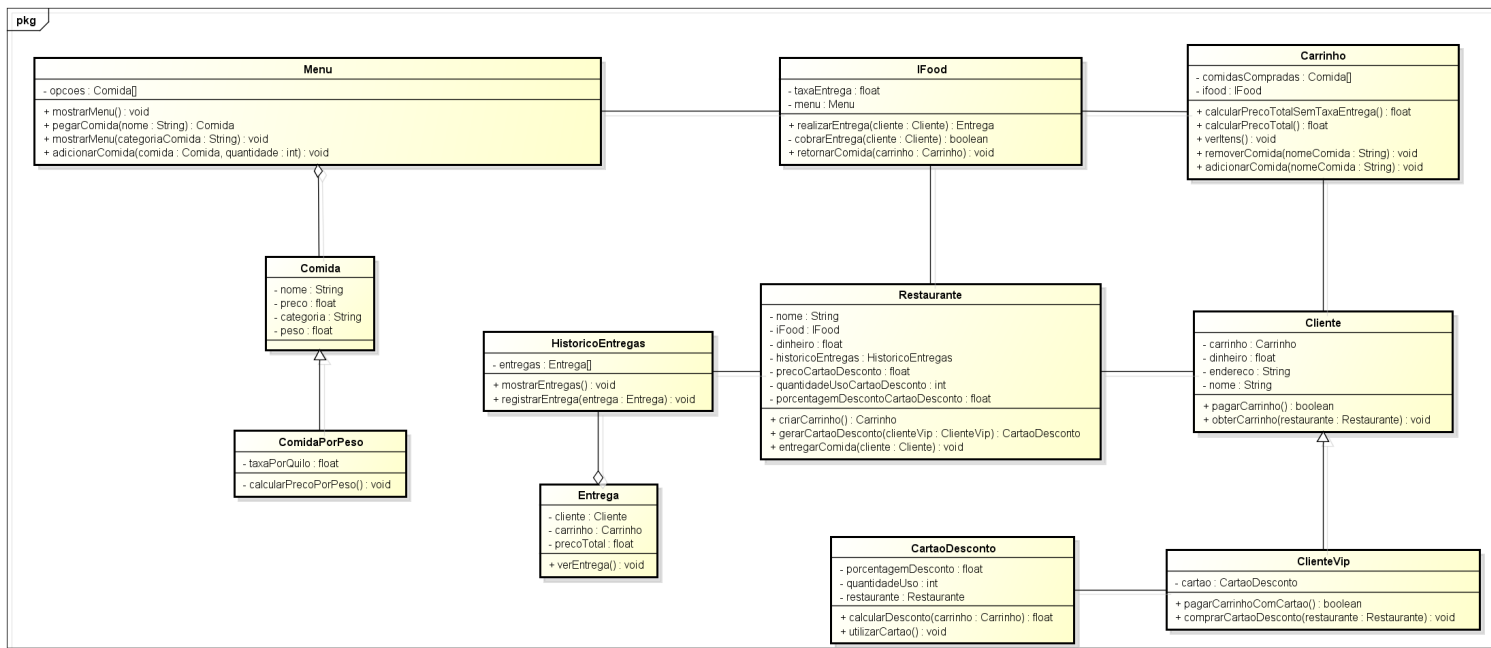 pkg
Menu
- opcoes : Comida[]
+ mostrarMenu() : void
+ pegarComida(nome : String) : Comida
+ mostrarMenu(categoriaComida : String) : void
+ adicionarComida(comida : Comida, quantidade : int) : void
IFood
- taxaEntrega : float
- menu : Menu
+ realizarEntrega(cliente : Cliente) : Entrega
- cobrarEntrega(cliente : Cliente) : boolean
+ retornarComida(carrinho : Carrinho) : void
Carrinho
- comidasCompradas : Comida[]
- ifood : IFood
+ calcularPrecoTotalSemTaxaEntrega() : float
+ calcularPrecoTotal() : float
+ verItens() : void
+ removerComida(nomeComida : String) : void
+ adicionarComida(nomeComida : String) : void
Comida
- nome : String
- preco : float
- categoria : String
- peso : float
Restaurante
- nome : String
- iFood : IFood
- dinheiro : float
- historicoEntregas : HistoricoEntregas
- precoCartaoDesconto : float
- quantidadeUsoCartaoDesconto : int
- porcentagemDescontoCartaoDesconto : float
+ criarCarrinho() : Carrinho
+ gerarCartaoDesconto(clienteVip : ClienteVip) : CartaoDesconto
+ entregarComida(cliente : Cliente) : void
Cliente
- carrinho : Carrinho
- dinheiro : float
- endereco : String
- nome : String
+ pagarCarrinho() : boolean
+ obterCarrinho(restaurante : Restaurante) : void
HistoricoEntregas
- entregas : Entrega[]
+ mostrarEntregas() : void
+ registrarEntrega(entrega : Entrega) : void
ComidaPorPeso
- taxaPorQuilo : float
- calcularPrecoPorPeso() : void
Entrega
- cliente : Cliente
- carrinho : Carrinho
- precoTotal : float
+ verEntrega() : void
CartaoDesconto
- porcentagemDesconto : float
- quantidadeUso : int
- restaurante : Restaurante
+ calcularDesconto(carrinho : Carrinho) : float
+ utilizarCartao() : void
ClienteVip
- cartao : CartaoDesconto
+ pagarCarrinhoComCartao() : boolean
+ comprarCartaoDesconto(restaurante : Restaurante) : void